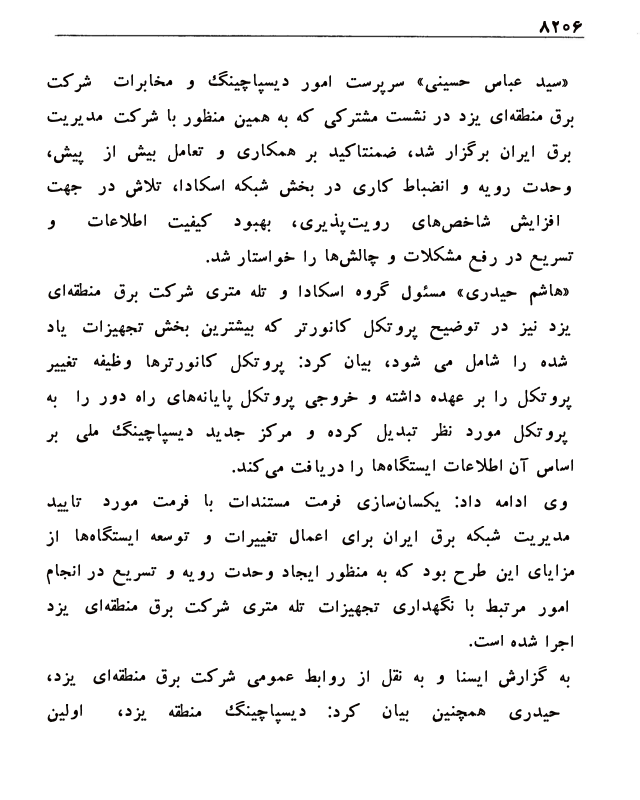 ۸۲۰۶
«سید عباس حسینی» سرپرست امور دیسپاچینگ و مخابرات شرکت
برق منطقه‌ای یزد در نشست مشترکی که به همین منظور با شرکت مدیریت
برق ایران برگزار شد، ضمنتاکید بر همکاری و تعامل بیش از پیش،
وحدت رویه و انضباط کاری در بخش شبکه اسکادا، تلاش در جهت
افزایش شاخص‌های رویت‌پذیری، بهبود کیفیت اطلاعات و
تسریع در رفع مشکلات و چالش‌ها را خواستار شد.
«هاشم حیدری» مسئول گروه اسکادا و تله متری شرکت برق منطقه‌ای
یزد نیز در توضیح پروتکل کانورتر که بیشترین بخش تجهیزات یاد
شده را شامل می شود، بیان کرد: پروتکل کانورترها وظیفه تغییر
پروتکل را بر عهده داشته و خروجی پروتکل پایانه‌های راه دور را به
پروتکل مورد نظر تبدیل کرده و مرکز جدید دیسپاچینگ ملی بر
اساس آن اطلاعات ایستگاه‌ها را دریافت می‌کند.
وی ادامه داد: یکسان‌سازی فرمت مستندات با فرمت مورد تایید
مدیریت شبکه برق ایران برای اعمال تغییرات و توسعه ایستگاه‌ها از
مزایای این طرح بود که به منظور ایجاد وحدت رویه و تسریع در انجام
امور مرتبط با نگهداری تجهیزات تله متری شرکت برق منطقه‌ای یزد
اجرا شده است.
به گزارش ایسنا و به نقل از روابط عمومی شرکت برق منطقه‌ای یزد،
حیدری همچنین بیان کرد: دیسپاچینگ منطقه یزد، اولین